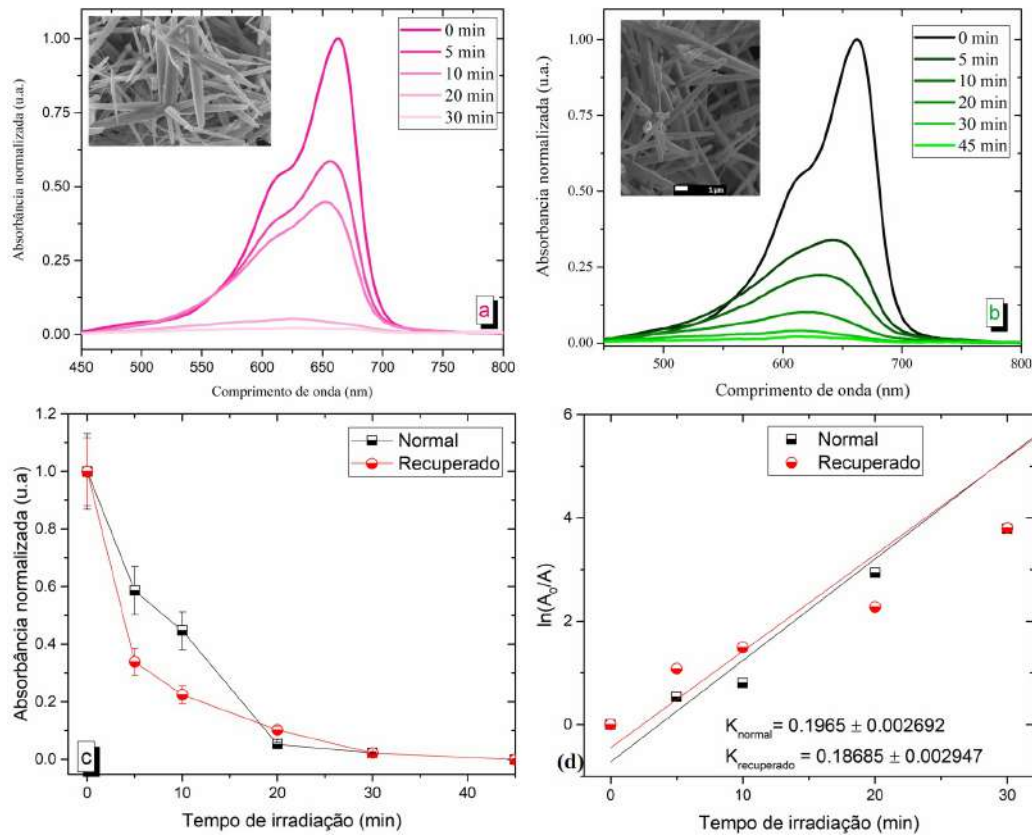 1.00
0.75
0.50
0.25
0.00
Absorbância normalizada (u.a.)
450
500
550
600
650
700
750
800
Comprimento de onda (nm)
0 min
5 min
10 min
20 min
30 min
a
1.00
0.75
0.50
0.25
0.00
Absorbancia normalizada (u.a.)
500
600
700
800
Comprimento de onda (nm)
0 min
5 min
10 min
20 min
30 min
45 min
5 µm
b
1.2
1.0
0.8
0.6
0.4
0.2
0.0
Absorbância normalizada (u.a)
0
10
20
30
40
Tempo de irradiação (min)
Normal
Recuperado
c
6
4
2
0
ln(A₀/A)
0
10
20
30
Tempo de irradiação (min)
Normal
Recuperado
K normal = 0.1965 ± 0.002692
K recuperado = 0.18685 ± 0.002947
(d)